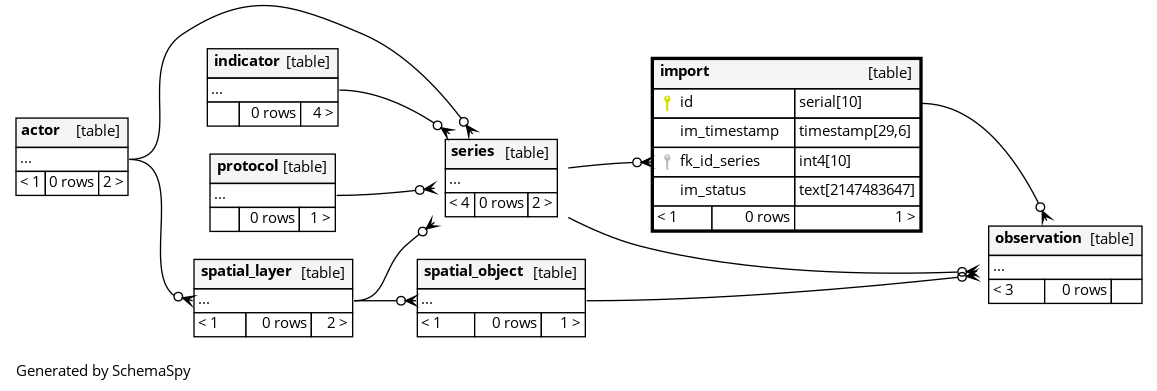 indicator [table]
...
0 rows 4 >
import [table]
id serial[10]
im_timestamp timestamp[29,6]
fk_id_series int4[10]
im_status text[2147483647]
< 1 0 rows 1 >
actor [table]
...
< 1 0 rows 2 >
series [table]
...
< 4 0 rows 2 >
protocol [table]
...
0 rows 1 >
observation [table]
...
< 3 0 rows
spatial_layer [table]
...
< 1 0 rows 2 >
spatial_object [table]
...
< 1 0 rows 1 >
Generated by SchemaSpy